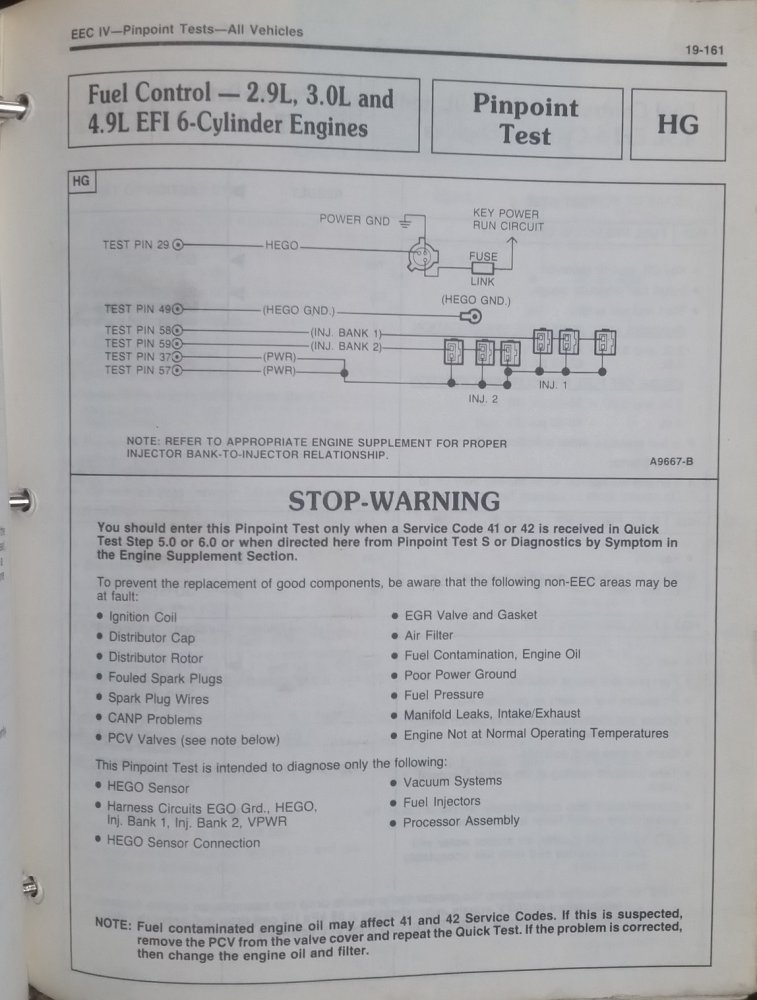 EEC IV—Pinpoint Tests—All Vehicles
19-161
Fuel Control — 2.9L, 3.0L and
4.9L EFI 6-Cylinder Engines
Pinpoint
Test
HG
HG
POWER GND
KEY POWER
RUN CIRCUIT
TEST PIN 29
HEGO
FUSE
LINK
TEST PIN 49
(HEGO GND.)
(HEGO GND.)
TEST PIN 58
(INJ. BANK 1)
TEST PIN 59
(INJ. BANK 2)
TEST PIN 37
(PWR)
TEST PIN 57
(PWR)
INJ. 1
INJ. 2
NOTE: REFER TO APPROPRIATE ENGINE SUPPLEMENT FOR PROPER
INJECTOR BANK-TO-INJECTOR RELATIONSHIP.
A9667-B
STOP-WARNING
You should enter this Pinpoint Test only when a Service Code 41 or 42 is received in Quick
Test Step 5.0 or 6.0 or when directed here from Pinpoint Test S or Diagnostics by Symptom in
the Engine Supplement Section.
To prevent the replacement of good components, be aware that the following non-EEC areas may be
at fault:
• Ignition Coil
• Distributor Cap
• Distributor Rotor
• Fouled Spark Plugs
• Spark Plug Wires
• CANP Problems
• PCV Valves (see note below)
• EGR Valve and Gasket
• Air Filter
• Fuel Contamination, Engine Oil
• Poor Power Ground
• Fuel Pressure
• Manifold Leaks, Intake/Exhaust
• Engine Not at Normal Operating Temperatures
This Pinpoint Test is intended to diagnose only the following:
• HEGO Sensor
• Harness Circuits EGO Grd., HEGO,
Inj. Bank 1, Inj. Bank 2, VPWR
• HEGO Sensor Connection
• Vacuum Systems
• Fuel Injectors
• Processor Assembly
NOTE: Fuel contaminated engine oil may affect 41 and 42 Service Codes. If this is suspected,
remove the PCV from the valve cover and repeat the Quick Test. If the problem is corrected,
then change the engine oil and filter.